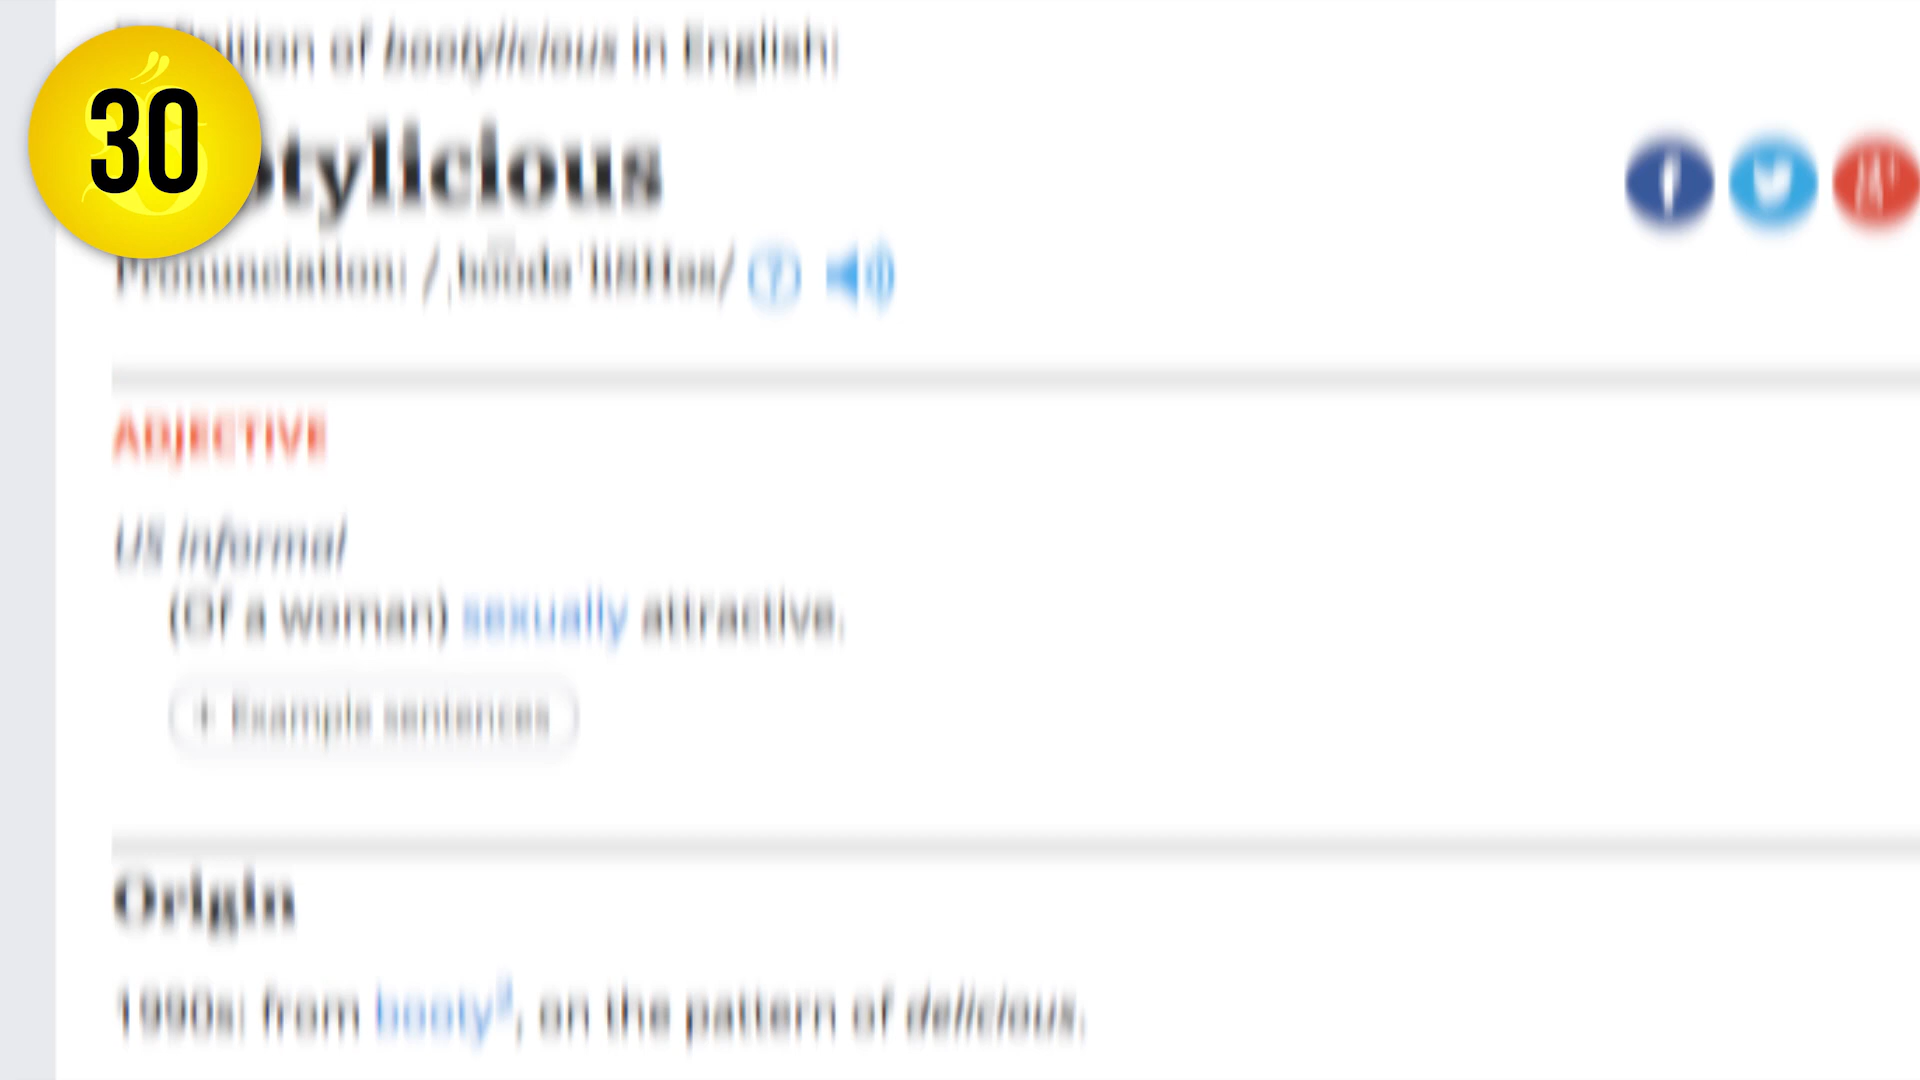 30
of bootylicious in English:
tylicious
Pronunciation:
ADJECTIVE
US informal
(Of a woman) sexually attractive.
+ Example sentences
Origin
1990s: from booty², on the pattern of delicious.